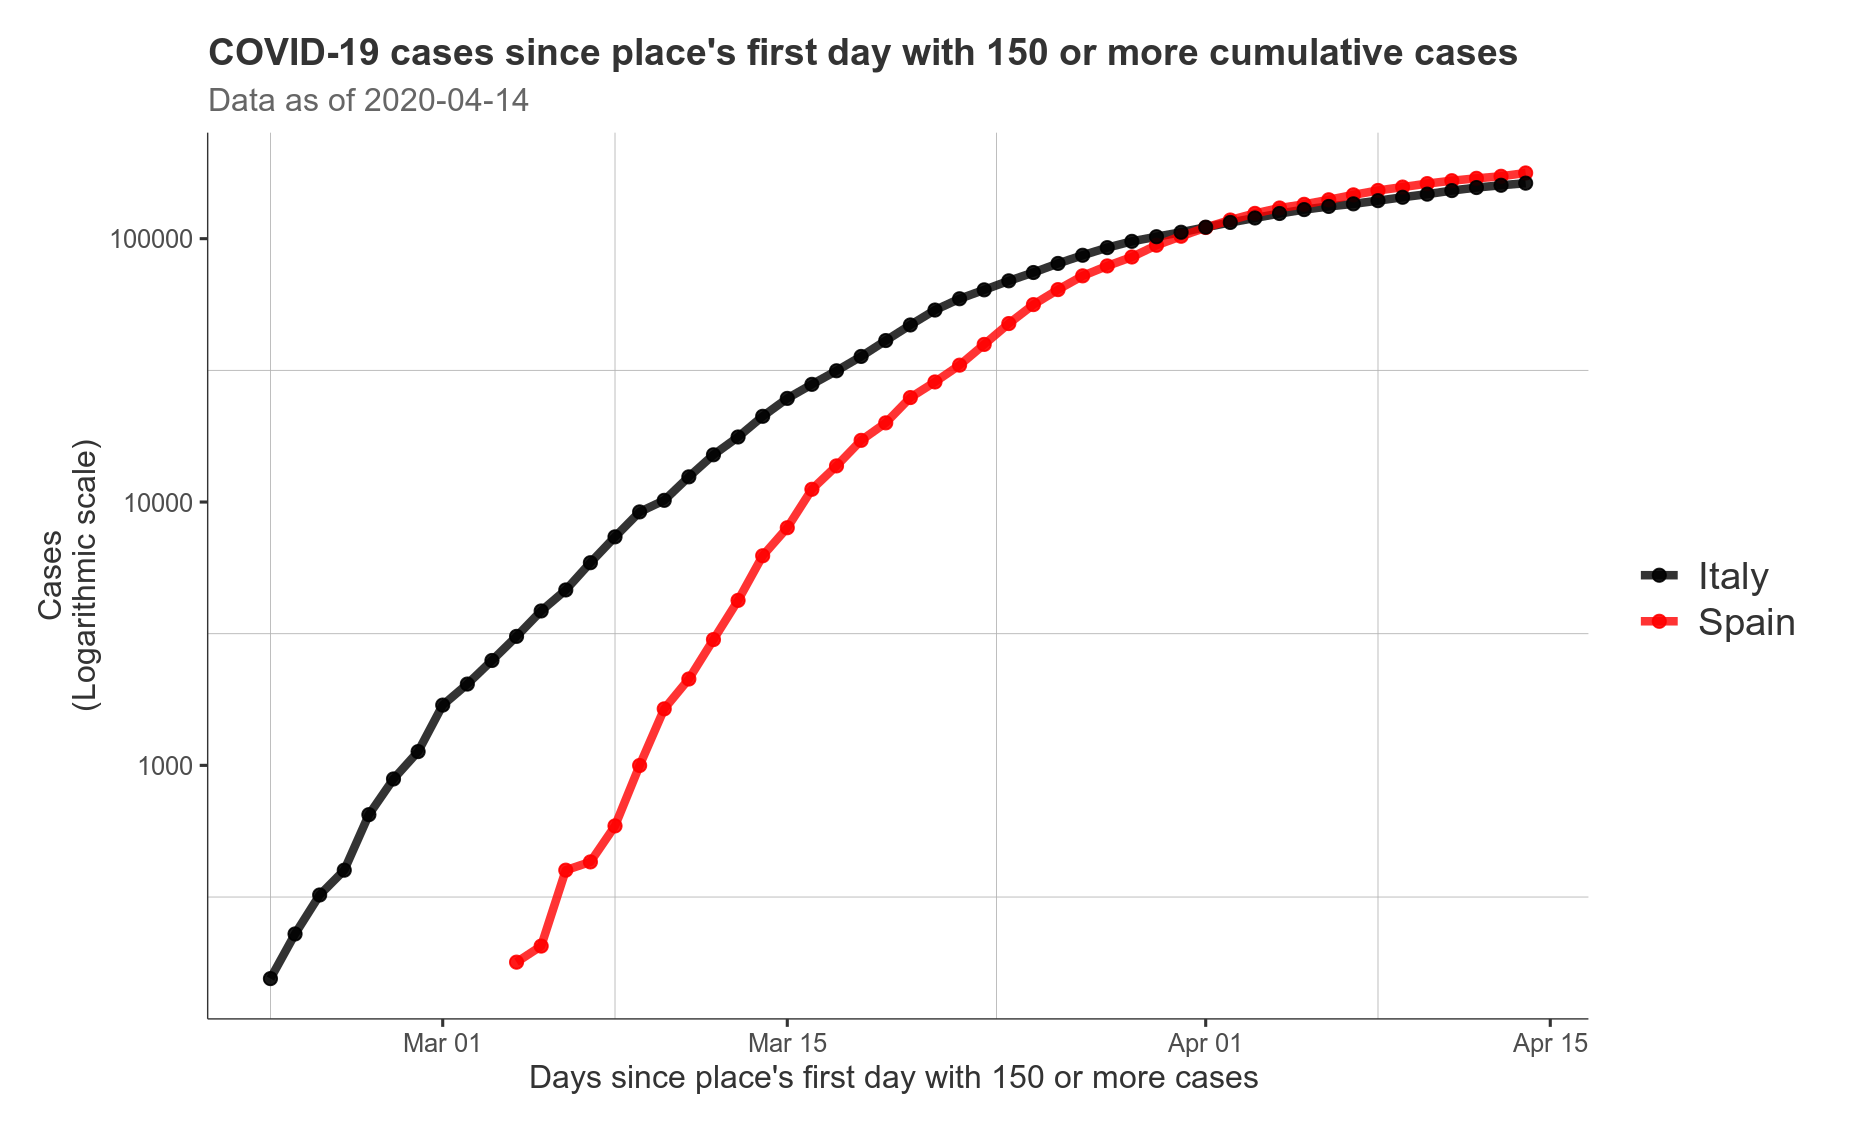 COVID-19 cases since place's first day with 150 or more cumulative cases
Data as of 2020-04-14
100000
10000
1000
Cases
(Logarithmic scale)
Mar 01
Mar 15
Apr 01
Apr 15
Days since place's first day with 150 or more cases
Italy
Spain